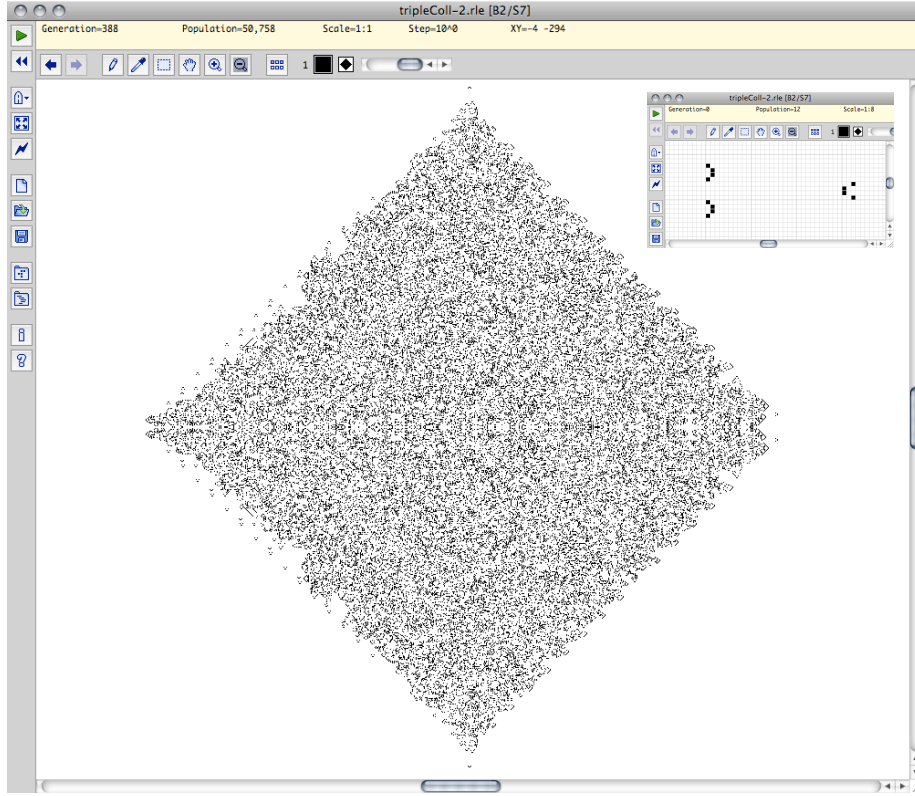 tripleColl-2.rle [B2/S7]
Generation=388 Population=50,758 Scale=1:1 Step=10^0 XY=-4 -294
1
tripleColl-2.rle [B2/S7]
Generation=0 Population=12 Scale=1:8
1